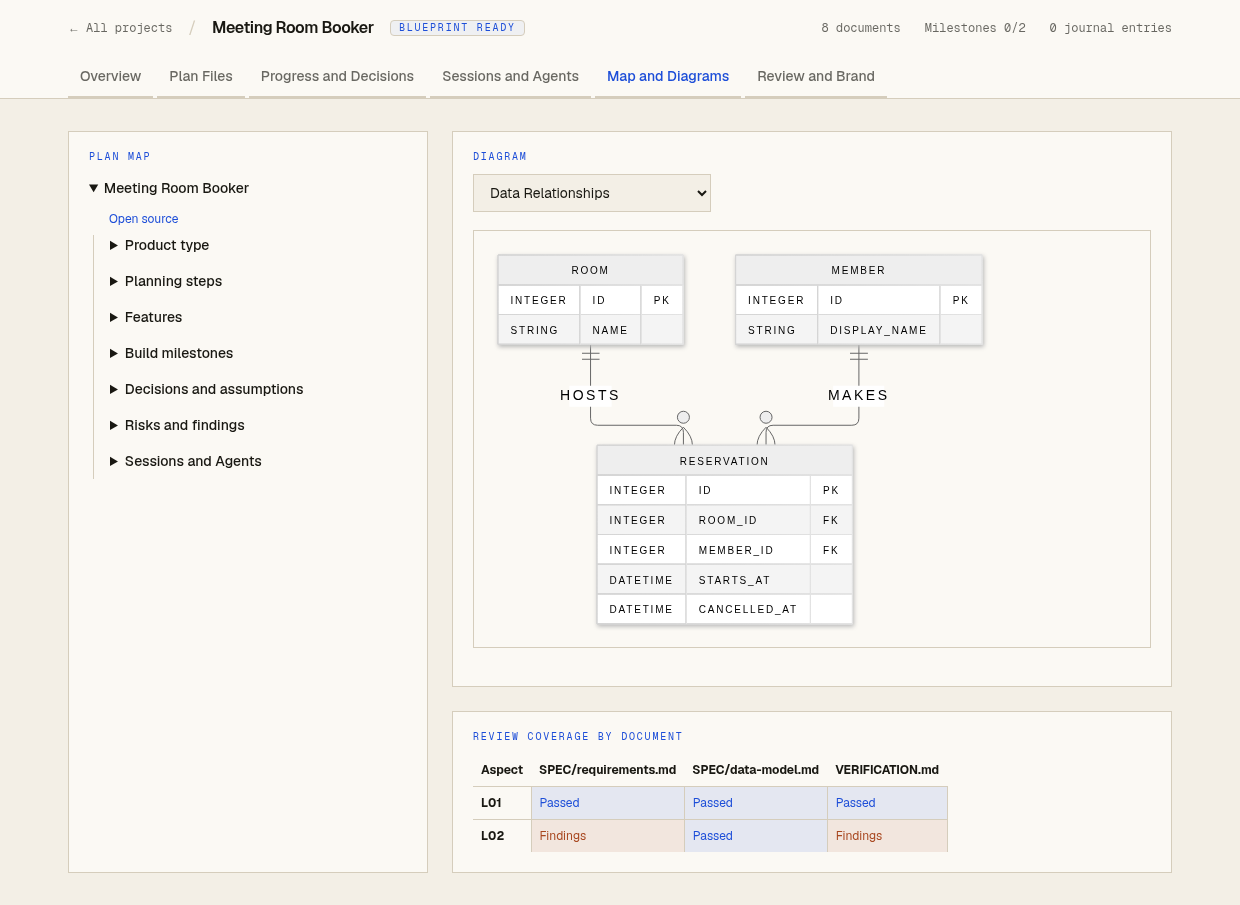 ← All projects / Meeting Room Booker BLUEPRINT READY 8 documents Milestones 0/2 0 journal entries
Overview Plan Files Progress and Decisions Sessions and Agents Map and Diagrams Review and Brand
PLAN MAP
▼ Meeting Room Booker
Open source
▶ Product type
▶ Planning steps
▶ Features
▶ Build milestones
▶ Decisions and assumptions
▶ Risks and findings
▶ Sessions and Agents
DIAGRAM
Data Relationships
ROOM
INTEGER ID PK
STRING NAME
MEMBER
INTEGER ID PK
STRING DISPLAY_NAME
HOSTS
MAKES
RESERVATION
INTEGER ID PK
INTEGER ROOM_ID FK
INTEGER MEMBER_ID FK
DATETIME STARTS_AT
DATETIME CANCELLED_AT
REVIEW COVERAGE BY DOCUMENT
Aspect SPEC/requirements.md SPEC/data-model.md VERIFICATION.md
L01 Passed Passed Passed
L02 Findings Passed Findings